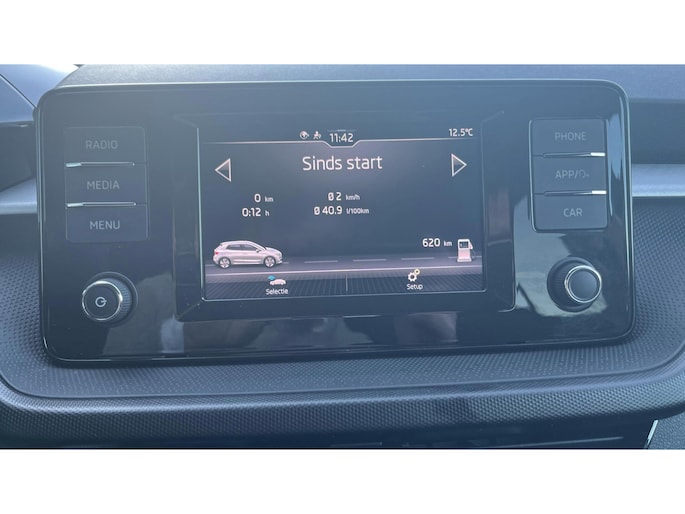 RADIO
MEDIA
MENU
11:42
12.5°C
Sinds start
0 km
Ø 2 km/h
0:12 h
Ø 40.9 l/100km
620 km
Selectie
Setup
PHONE
APP/
CAR